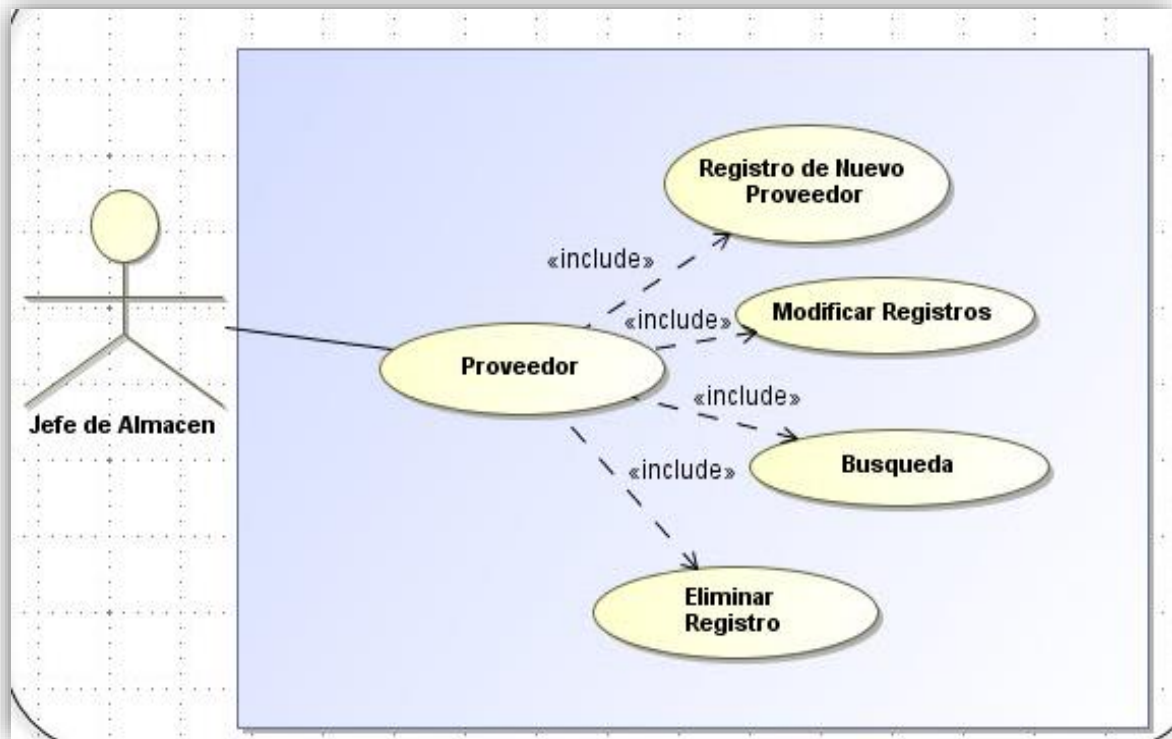 Registro de Nuevo
Proveedor
«include»
«include»
Modificar Registros
Proveedor
«include»
Jefe de Almacen
Busqueda
«include»
Eliminar
Registro